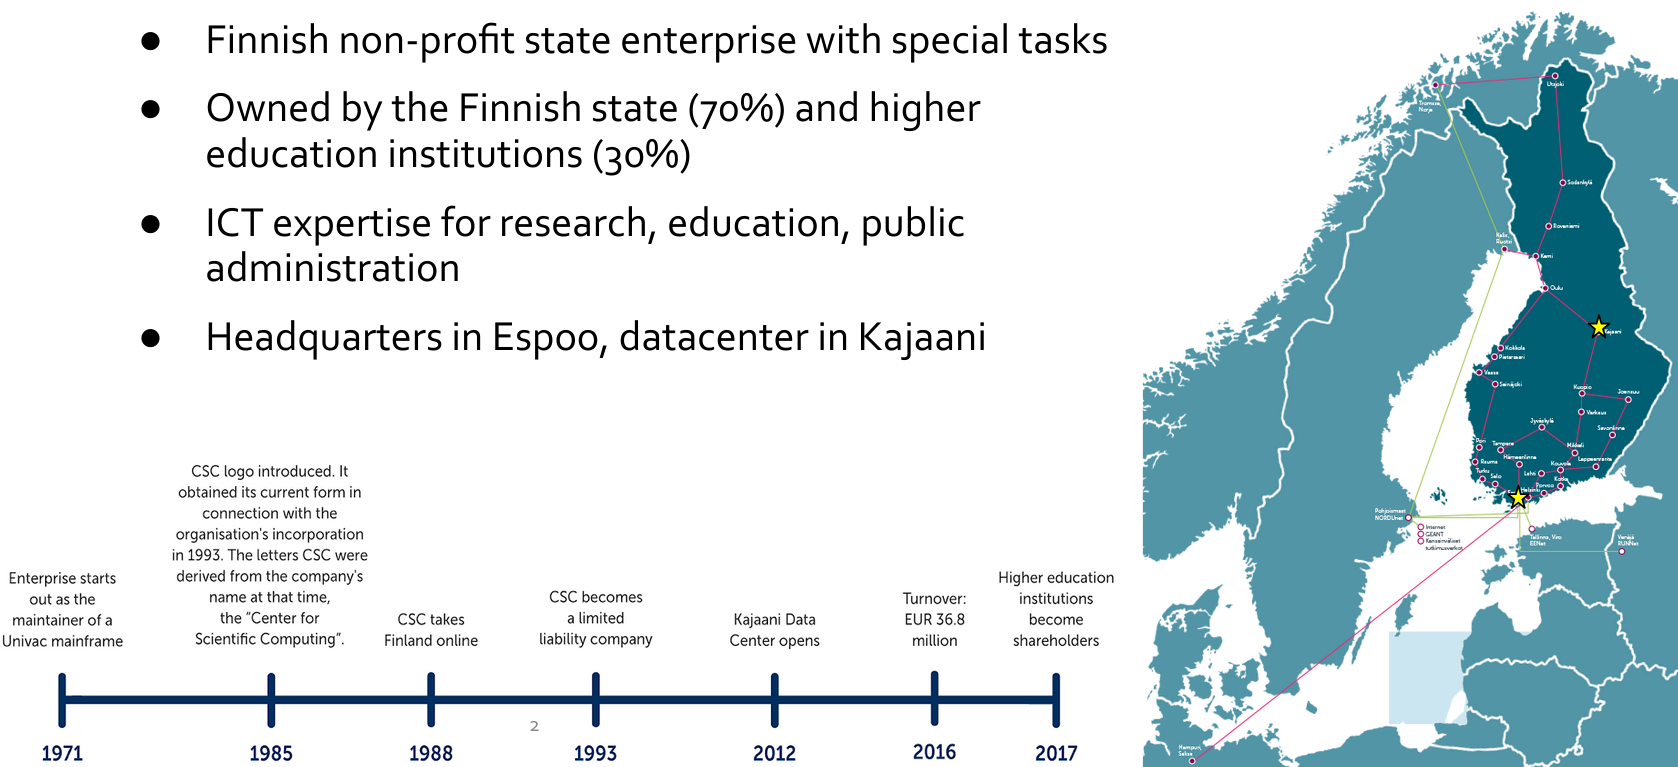 ● Finnish non-profit state enterprise with special tasks
● Owned by the Finnish state (70%) and higher
education institutions (30%)
● ICT expertise for research, education, public
administration
● Headquarters in Espoo, datacenter in Kajaani
Enterprise starts
out as the
maintainer of a
Univac mainframe
CSC logo introduced. It
obtained its current form in
connection with the
organisation's incorporation
in 1993. The letters CSC were
derived from the company's
name at that time,
the "Center for
Scientific Computing".
CSC takes
Finland online
CSC becomes
a limited
liability company
Kajaani Data
Center opens
Turnover:
EUR 36.8
million
Higher education
institutions
become
shareholders
2
1971
1985
1988
1993
2012
2016
2017
Utsjoki
Tromssa,
Norja
Sodankylä
Rovaniemi
Ruotsi
Kemi
Oulu
Kajaani
Kokkola
Pietarsaari
Vaasa
Seinäjoki
Kuopio
Joensuu
Varkaus
Jyväskylä
Savonlinna
Pori
Tampere
Mikkeli
Hämeenlinna
Lappeenranta
Rauma
Kouvola
Turku
Lahti
Salo
Kotka
Porvoo
Helsinki
Pohjoismaat
NORDUnet
Internet
GEANT
Kansainväliset
tutkimusverkot
Tallinna, Viro
EENet
Venäjä
RUNNet
Hampuri,
Saksa